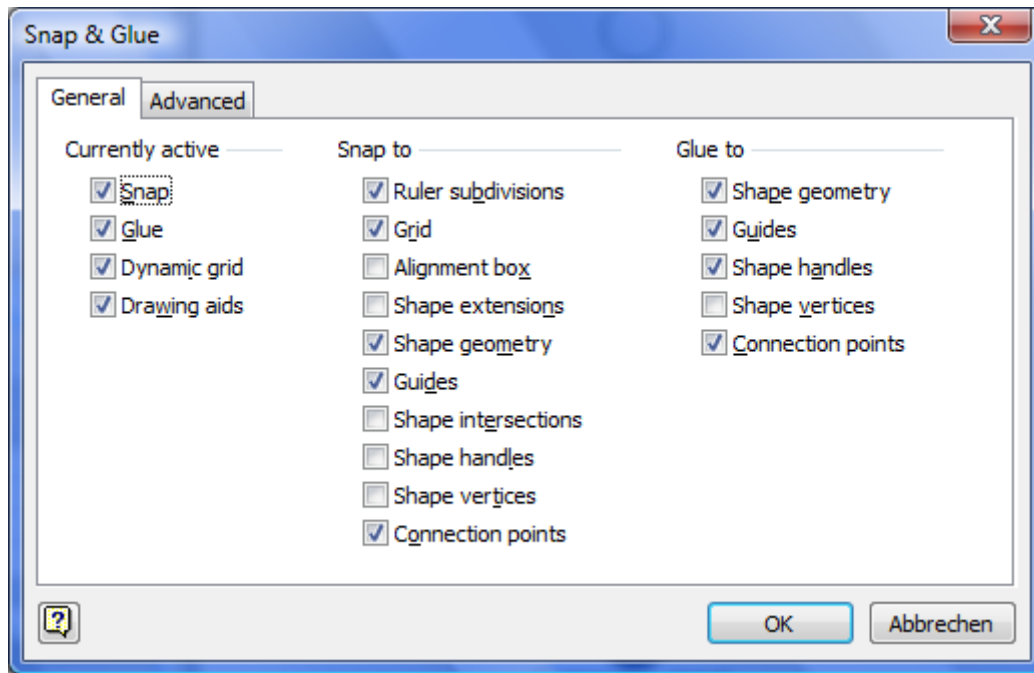 Snap & Glue
General
Advanced
Currently active
Snap
Glue
Dynamic grid
Drawing aids
Snap to
Ruler subdivisions
Grid
Alignment box
Shape extensions
Shape geometry
Guides
Shape intersections
Shape handles
Shape vertices
Connection points
Glue to
Shape geometry
Guides
Shape handles
Shape vertices
Connection points
?
OK
Abbrechen